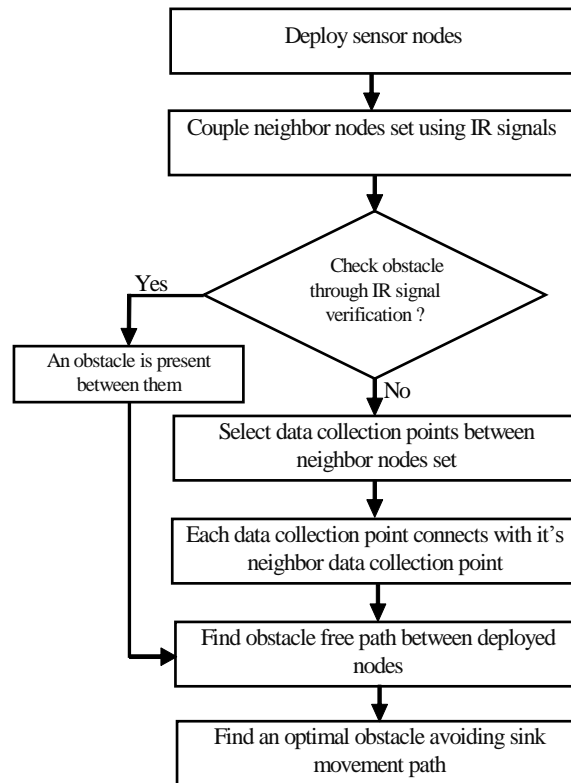 Deploy sensor nodes
Couple neighbor nodes set using IR signals
Check obstacle
through IR signal
verification ?
Yes
An obstacle is present
between them
No
Select data collection points between
neighbor nodes set
Each data collection point connects with it's
neighbor data collection point
Find obstacle free path between deployed
nodes
Find an optimal obstacle avoiding sink
movement path